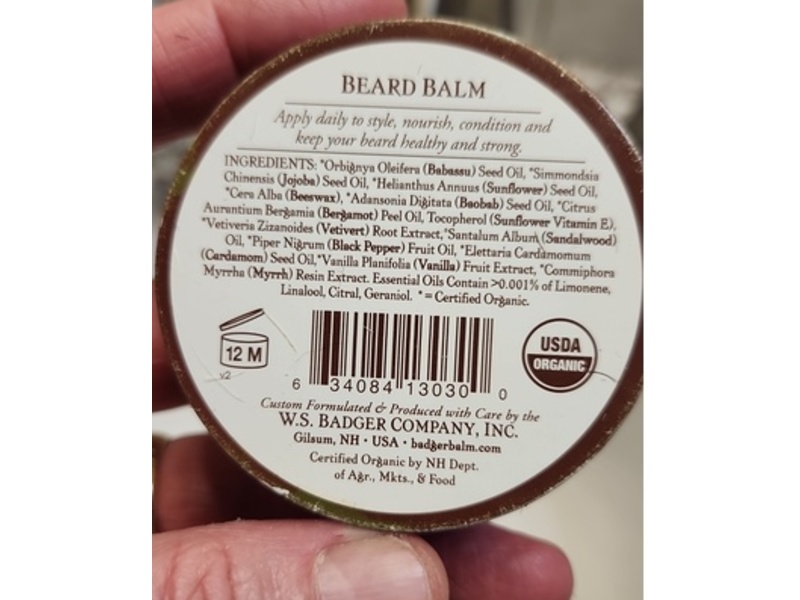 BEARD BALM
Apply daily to style, nourish, condition and
keep your beard healthy and strong.
INGREDIENTS: *Orbignya Oleifera (Babassu) Seed Oil, *Simmondsia
Chinensis (Jojoba) Seed Oil, *Helianthus Annuus (Sunflower) Seed Oil,
*Cera Alba (Beeswax), *Adansonia Digitata (Baobab) Seed Oil, *Citrus
Aurantium Bergamia (Bergamot) Peel Oil, Tocopherol (Sunflower Vitamin E),
*Vetiveria Zizanoides (Vetivert) Root Extract, *Santalum Album (Sandalwood)
Oil, *Piper Nigrum (Black Pepper) Fruit Oil, *Elettaria Cardamomum
(Cardamom) Seed Oil, *Vanilla Planifolia (Vanilla) Fruit Extract, *Commiphora
Myrrha (Myrrh) Resin Extract. Essential Oils Contain >0.001% of Limonene,
Linalool, Citral, Geraniol. * = Certified Organic.
12 M
v2
6 34084 13030 0
USDA
ORGANIC
Custom Formulated & Produced with Care by the
W.S. BADGER COMPANY, INC.
Gilsum, NH • USA • badgerbalm.com
Certified Organic by NH Dept.
of Agr., Mkts., & Food